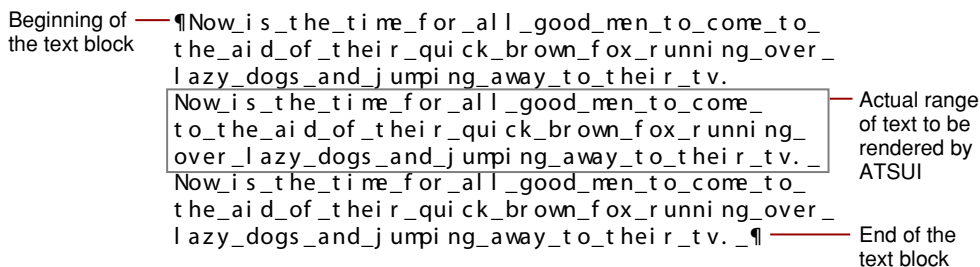 Beginning of
the text block
¶Now_is_the_time_for_all_good_men_to_come_to_
the_aid_of_their_quick_brown_fox_running_over_
lazy_dogs_and_jumping_away_to_their_tv.
Now_is_the_time_for_all_good_men_to_come_
to_the_aid_of_their_quick_brown_fox_running_
over_lazy_dogs_and_jumping_away_to_their_tv._
Now_is_the_time_for_all_good_men_to_come_to_
the_aid_of_their_quick_brown_fox_running_over_
lazy_dogs_and_jumping_away_to_their_tv._¶
Actual range
of text to be
rendered by
ATSUI
End of the
text block